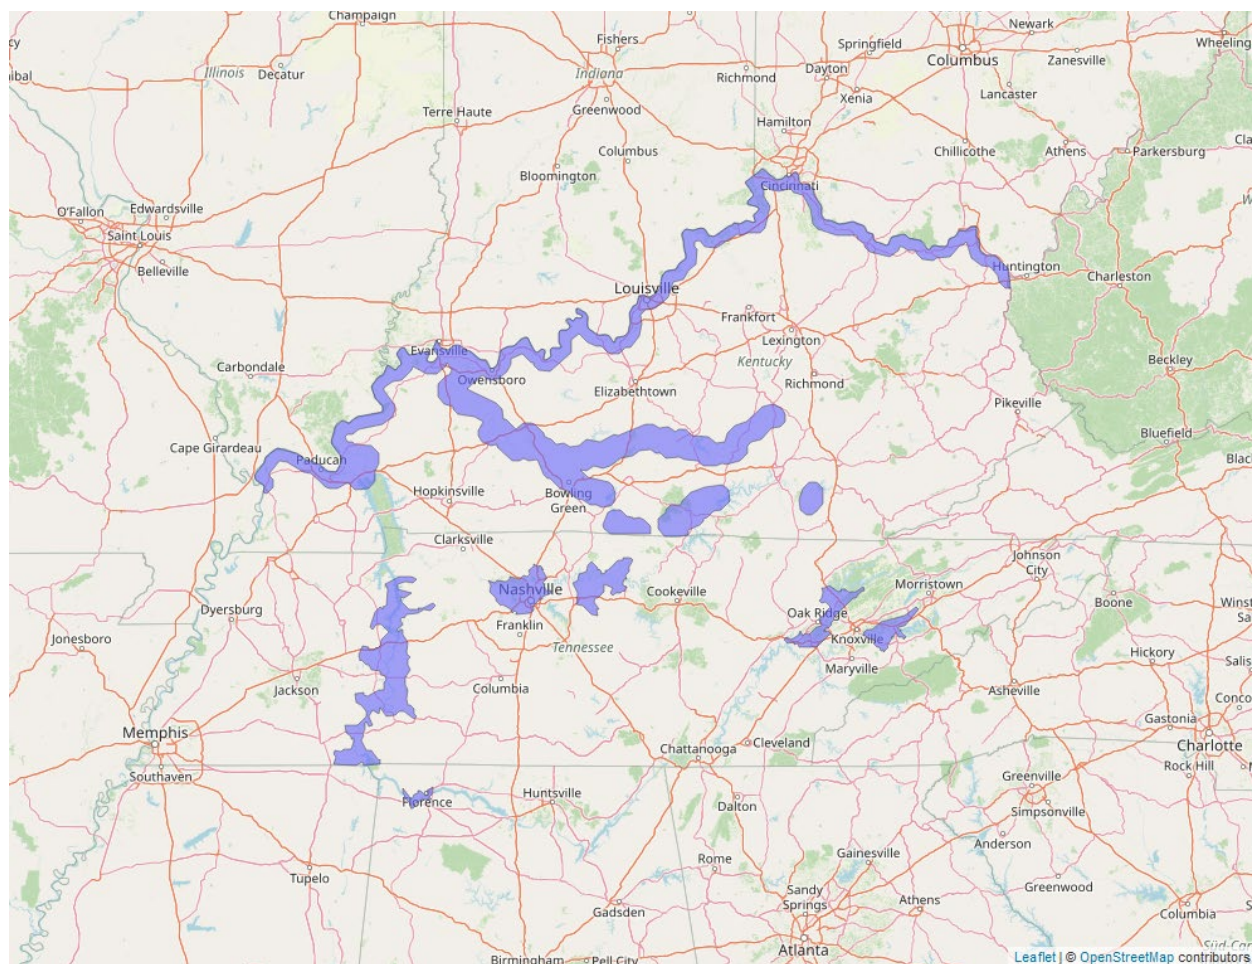 Champaign
Newark
Fishers
Springfield
Wheeling
Columbus
Zanesville
Illinois
Decatur
Indiana
Richmond
Dayton
Xenia
Lancaster
Terre Haute
Greenwood
Hamilton
Columbus
Chillicothe
Athens
Parkersburg
Bloomington
Cincinnati
O'Fallon
Edwardsville
Saint Louis
Belleville
Huntington
Charleston
Louisville
Frankfort
Lexington
Evansville
Kentucky
Beckley
Carbondale
Owensboro
Elizabethtown
Richmond
Pikeville
Cape Girardeau
Bluefield
Paducah
Hopkinsville
Bowling
Green
Clarksville
Johnson
City
Nashville
Cookeville
Morristown
Boone
Dyersburg
Oak Ridge
Franklin
Knoxville
Jonesboro
Tennessee
Hickory
Maryville
Jackson
Columbia
Asheville
Gastonia
Memphis
Chattanooga
Cleveland
Charlotte
Southaven
Rock Hill
Greenville
Florence
Huntsville
Dalton
Simpsonville
Anderson
Rome
Gainesville
Tupelo
Greenwood
Sandy
Springs
Athens
Gadsden
Columbia
Atlanta
Birmingham
Pell City
Leaflet | © OpenStreetMap contributors